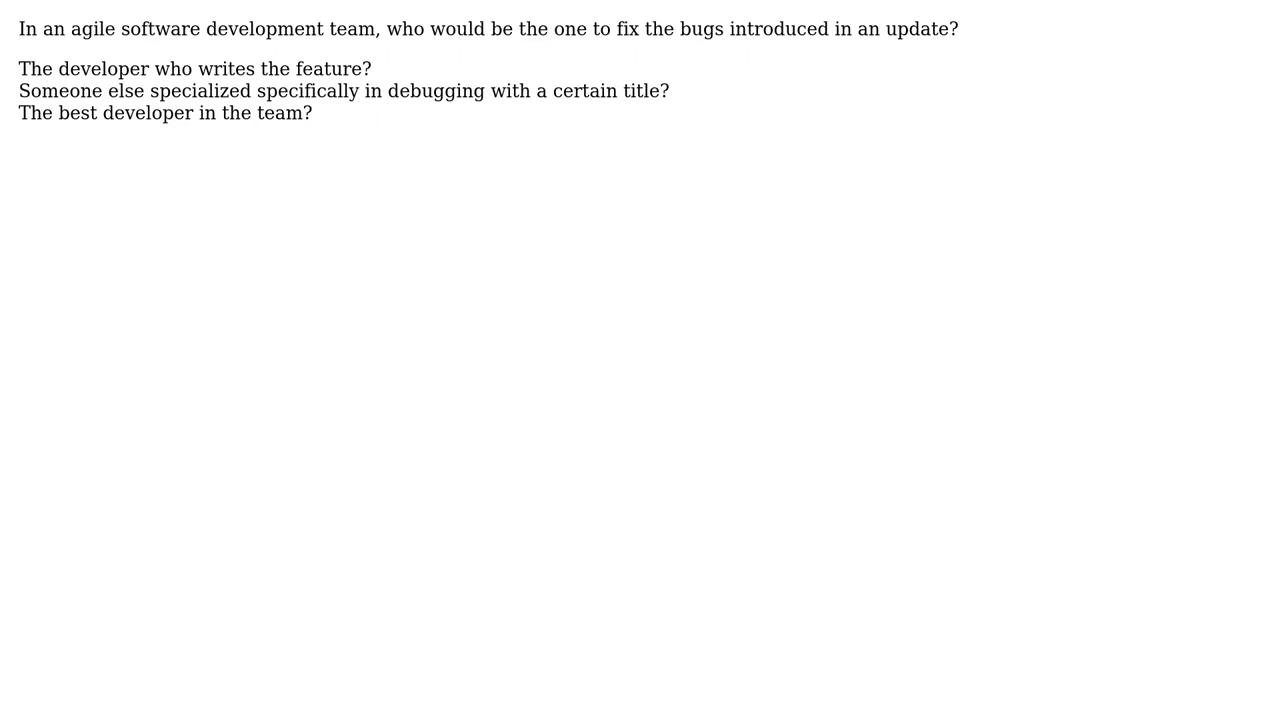 In an agile software development team, who would be the one to fix the bugs introduced in an update?
The developer who writes the feature?
Someone else specialized specifically in debugging with a certain title?
The best developer in the team?